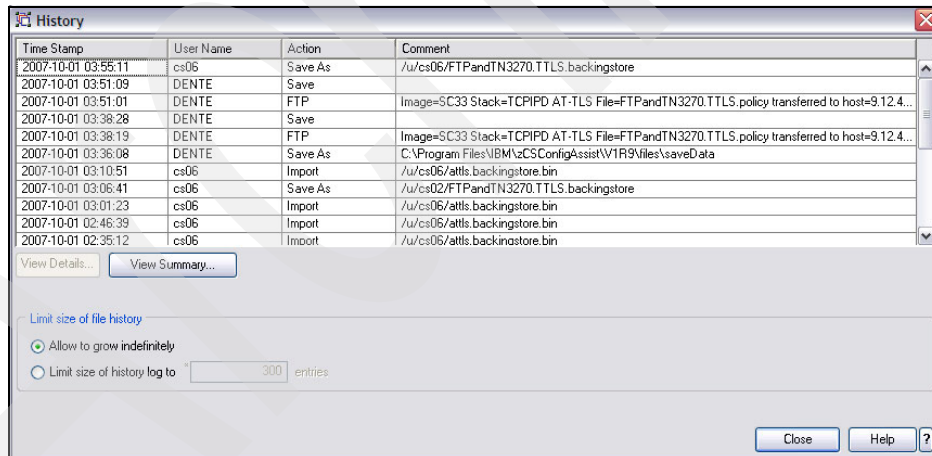 History
Time Stamp User Name Action Comment
2007-10-01 03:55:11 cs06 Save As /u/cs06/FTPandTN3270.TTLS.backingstore
2007-10-01 03:51:09 DENTE Save
2007-10-01 03:51:01 DENTE FTP Image=SC33 Stack=TCPIPD AT-TLS File=FTPandTN3270.TTLS.policy transferred to host=9.12.4...
2007-10-01 03:38:28 DENTE Save
2007-10-01 03:38:19 DENTE FTP Image=SC33 Stack=TCPIPD AT-TLS File=FTPandTN3270.TTLS.policy transferred to host=9.12.4...
2007-10-01 03:36:08 DENTE Save As C:\Program Files\IBM\zCSConfigAssist\V1R9\files\saveData
2007-10-01 03:10:51 cs06 Import /u/cs06/attls.backingstore.bin
2007-10-01 03:06:41 cs06 Save As /u/cs02/FTPandTN3270.TTLS.backingstore
2007-10-01 03:01:23 cs06 Import /u/cs06/attls.backingstore.bin
2007-10-01 02:46:39 cs06 Import /u/cs06/attls.backingstore.bin
2007-10-01 02:35:12 cs06 Import /u/cs06/attls.backingstore.bin
View Details... View Summary...
Limit size of file history
Allow to grow indefinitely
Limit size of history log to * 300 entries
Close Help ?